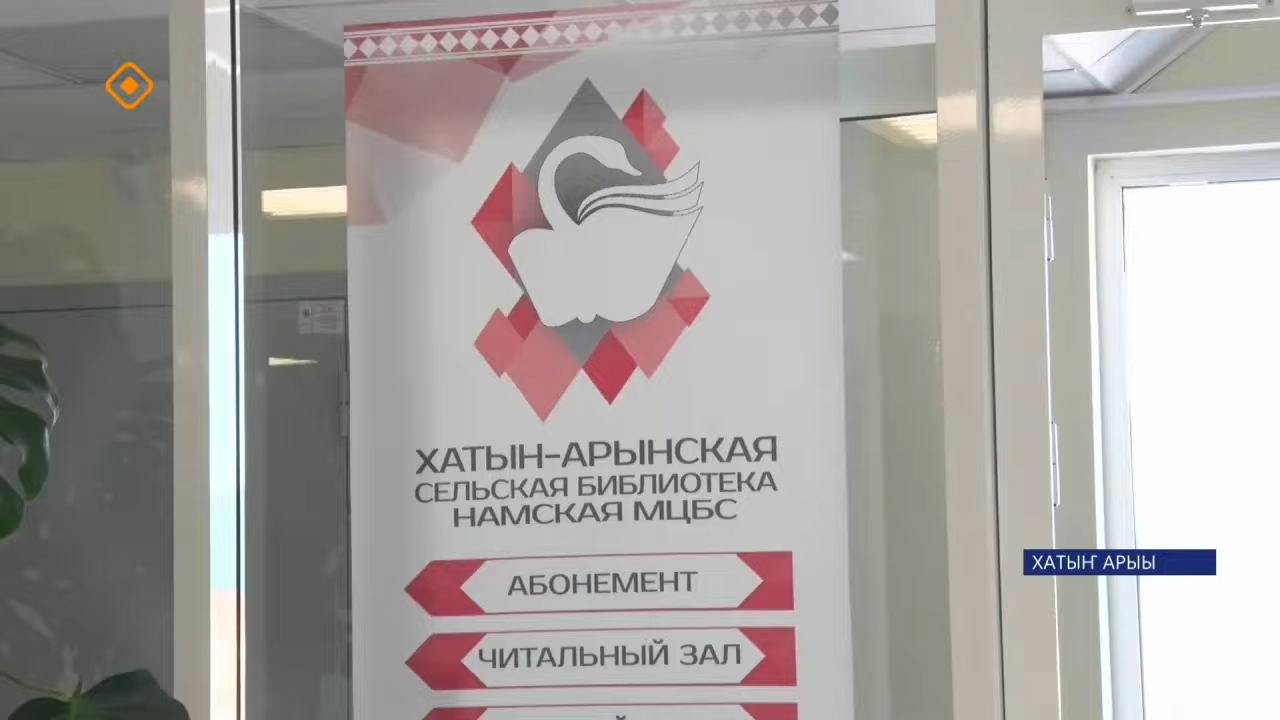 ХАТЫН-АРЫНСКАЯ
СЕЛЬСКАЯ БИБЛИОТЕКА
НАМСКАЯ МЦБС
АБОНЕМЕНТ
ЧИТАЛЬНЫЙ ЗАЛ
ХАТЫҤ АРЫЫ